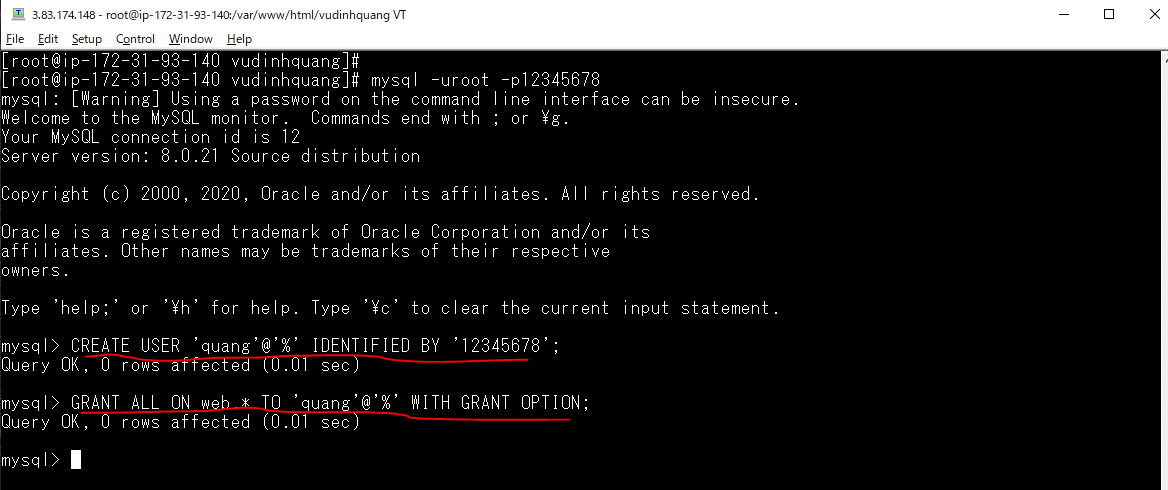 3.83.174.148 - root@ip-172-31-93-140:/var/www/html/vudinhquang VT
File Edit Setup Control Window Help
[root@ip-172-31-93-140 vudinhquang]#
[root@ip-172-31-93-140 vudinhquang]# mysql -uroot -p12345678
mysql: [Warning] Using a password on the command line interface can be insecure.
Welcome to the MySQL monitor.  Commands end with ; or ¥g.
Your MySQL connection id is 12
Server version: 8.0.21 Source distribution
Copyright (c) 2000, 2020, Oracle and/or its affiliates. All rights reserved.
Oracle is a registered trademark of Oracle Corporation and/or its
affiliates. Other names may be trademarks of their respective
owners.
Type 'help;' or '¥h' for help. Type '¥c' to clear the current input statement.
mysql> CREATE USER 'quang'@'%' IDENTIFIED BY '12345678';
Query OK, 0 rows affected (0.01 sec)
mysql> GRANT ALL ON web.* TO 'quang'@'%' WITH GRANT OPTION;
Query OK, 0 rows affected (0.01 sec)
mysql>